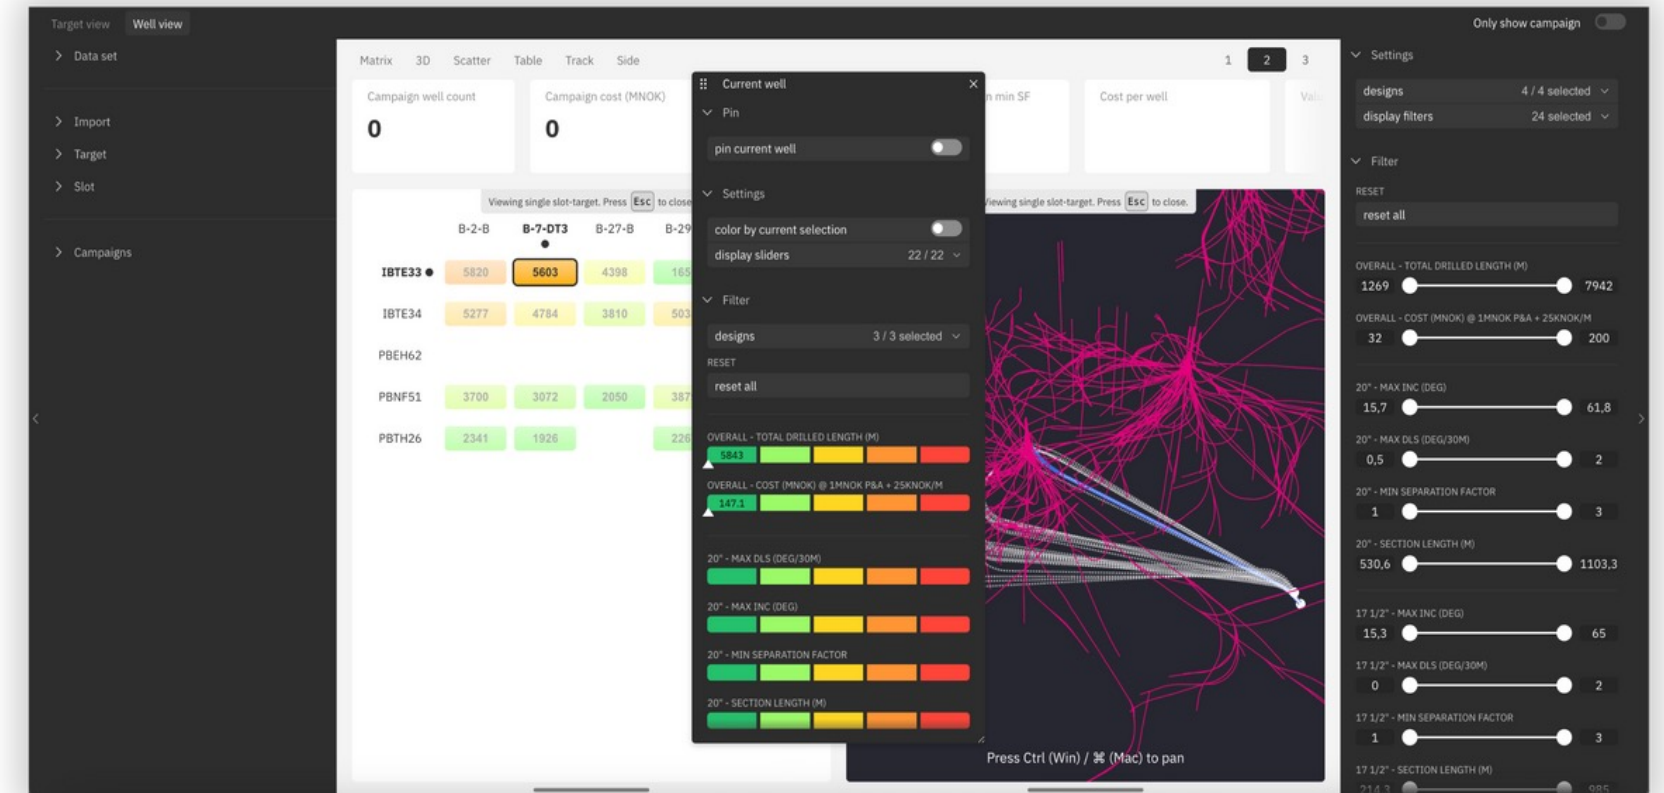 Target view Well view
Only show campaign
Data set
Import
Target
Slot
Campaigns
Matrix 3D Scatter Table Track Side
1 2 3
Campaign well count
0
Campaign cost (MNOK)
0
n min SF
Cost per well
Viewing single slot-target. Press Esc to close
B-2-B B-7-DT3 B-27-B B-29
IBTE33 5820 5603 4398 165
IBTE34 5277 4784 3810 503
PBEH62
PBNF51 3700 3072 2050 387
PBTH26 2341 1926 226
Current well
Pin
pin current well
Settings
color by current selection
display sliders 22 / 22
Filter
designs 3 / 3 selected
RESET
reset all
OVERALL - TOTAL DRILLED LENGTH (M)
5843
OVERALL - COST (MNOK) @ 1MNOK P&A + 25KNOK/M
147.1
20" - MAX DLS (DEG/30M)
20" - MAX INC (DEG)
20" - MIN SEPARATION FACTOR
20" - SECTION LENGTH (M)
Viewing single slot-target. Press Esc to close.
Press Ctrl (Win) / ⌘ (Mac) to pan
Settings
designs 4 / 4 selected
display filters 24 selected
Filter
RESET
reset all
OVERALL - TOTAL DRILLED LENGTH (M)
1269 7942
OVERALL - COST (MNOK) @ 1MNOK P&A + 25KNOK/M
32 200
20" - MAX INC (DEG)
15,7 61,8
20" - MAX DLS (DEG/30M)
0,5 2
20" - MIN SEPARATION FACTOR
1 3
20" - SECTION LENGTH (M)
530,6 1103,3
17 1/2" - MAX INC (DEG)
15,3 65
17 1/2" - MAX DLS (DEG/30M)
0 2
17 1/2" - MIN SEPARATION FACTOR
1 3
17 1/2" - SECTION LENGTH (M)
214,3 985